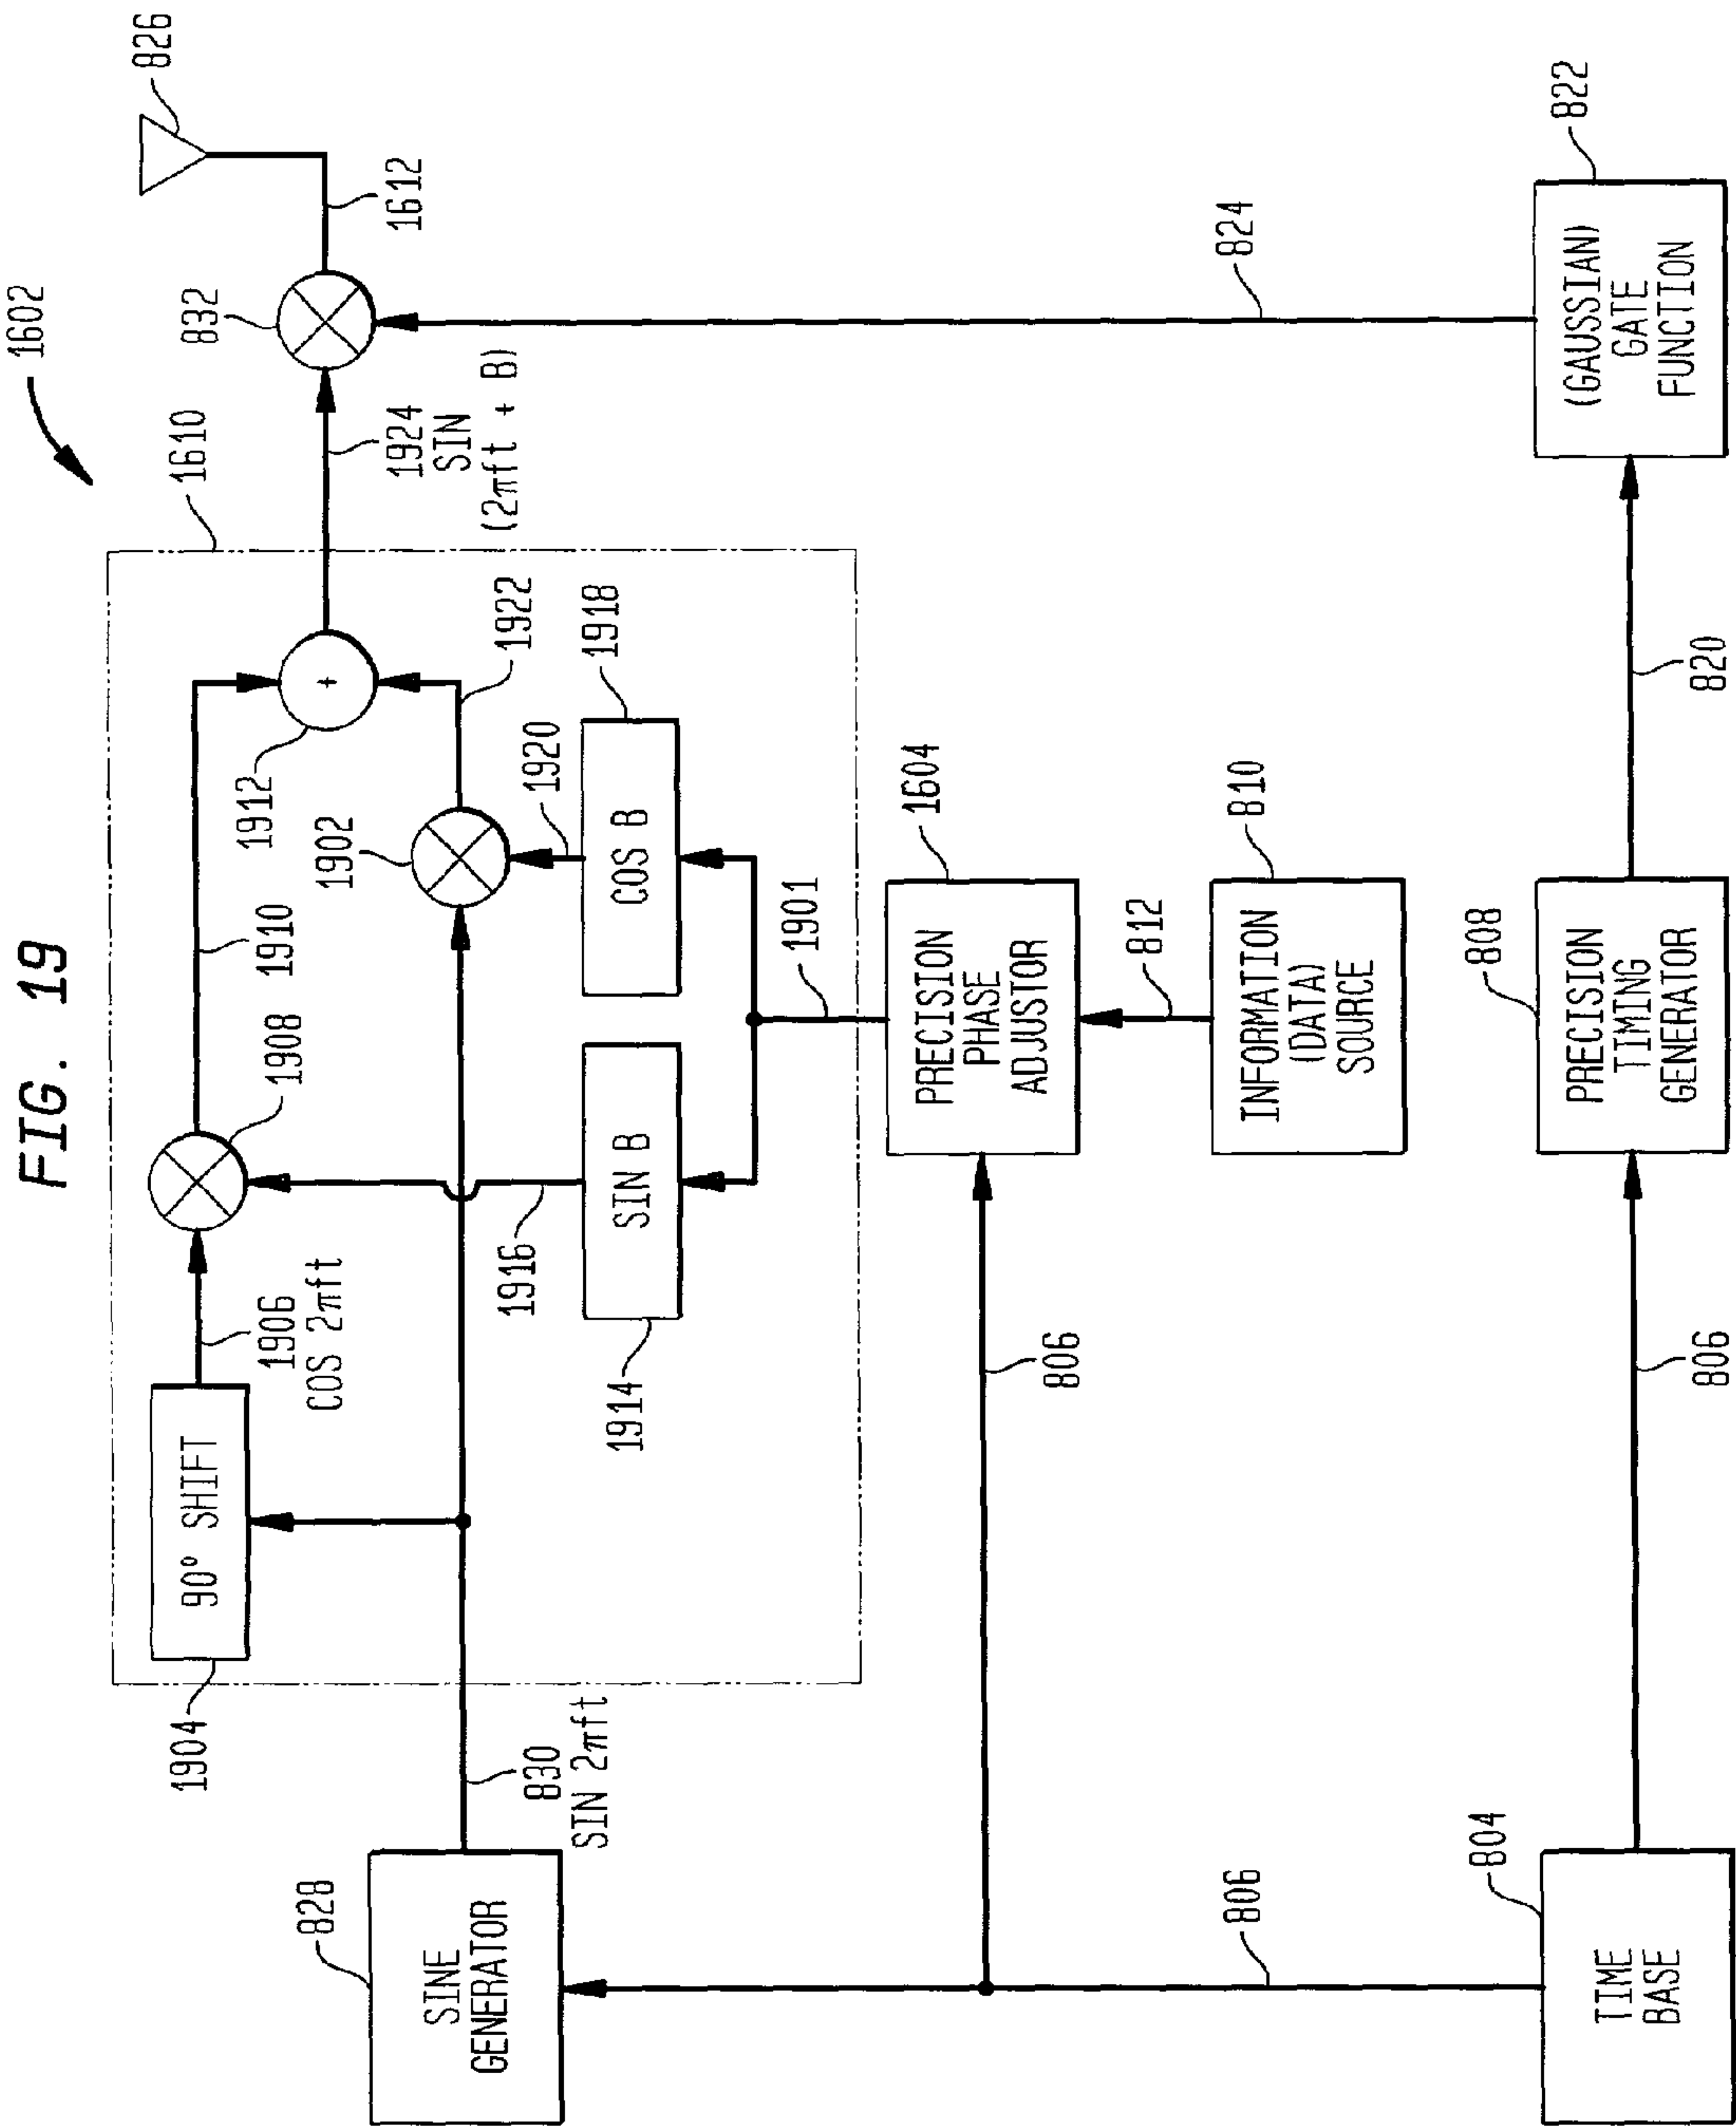 FIG. 19
1602
1610
826
1904
90° SHIFT
1906
COS 2πft
1908
1910
1912
832
1612
1924
SIN
(2πft + B)
828
SINE
GENERATOR
830
SIN 2πft
1902
1922
1916
1920
1914
SIN B
COS B
1918
1901
824
806
PRECISION
PHASE
ADJUSTOR
1604
812
INFORMATION
(DATA)
SOURCE
810
806
804
TIME
BASE
806
808
PRECISION
TIMING
GENERATOR
820
(GAUSSIAN)
GATE
FUNCTION
822